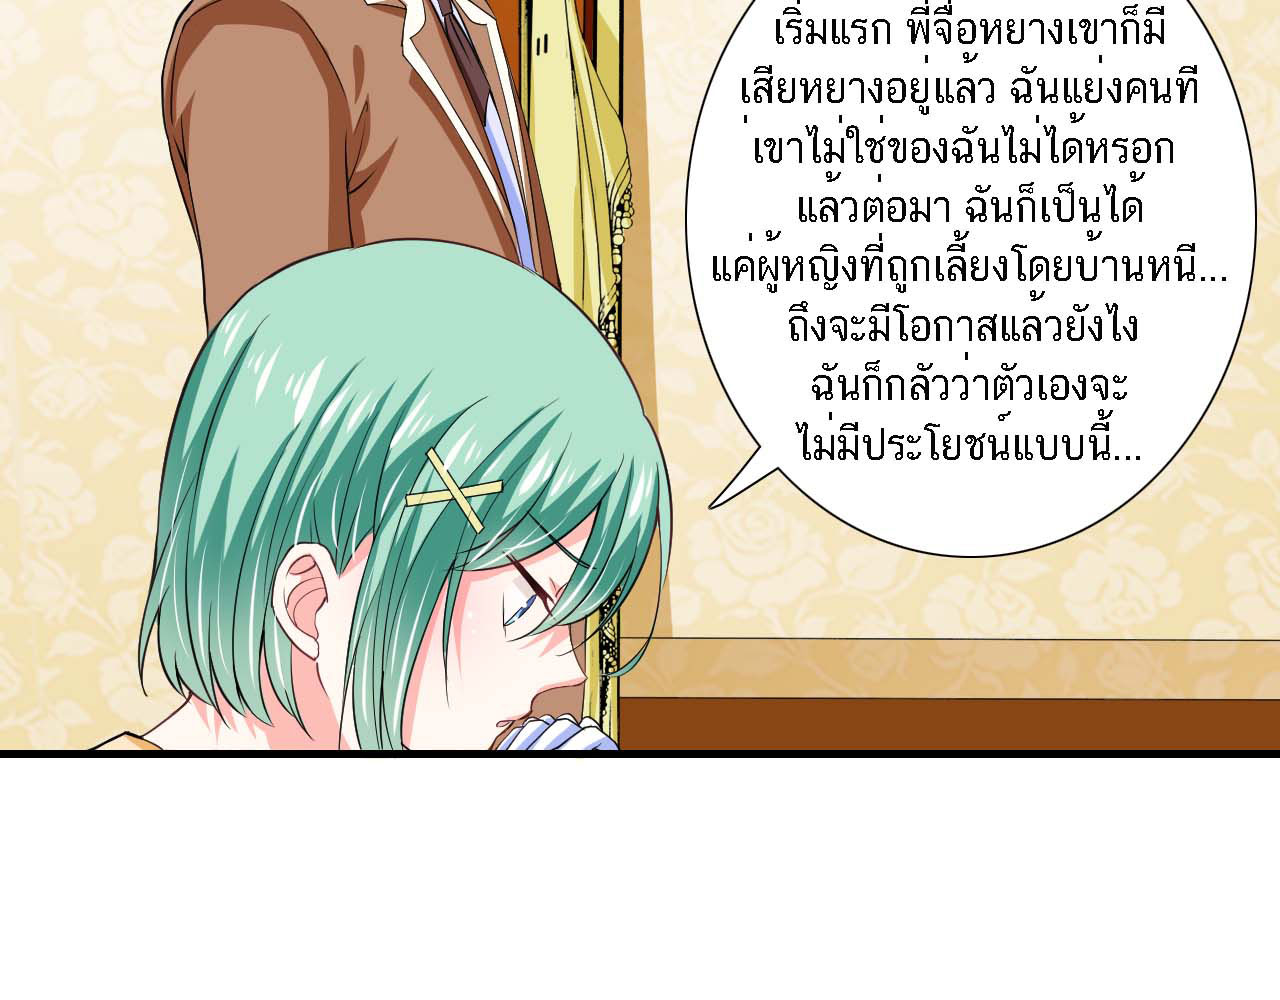 เริ่มแรก พี่จื่อหยางเขาก็มี
เสียหยางอยู่แล้ว ฉันแย่งคนที
่เขาไม่ใช่ของฉันไม่ได้หรอก
แล้วต่อมา ฉันก็เป็นได้
แค่ผู้หญิงที่ถูกเลี้ยงโดยบ้านหนี...
ถึงจะมีโอกาสแล้วยังไง
ฉันก็กลัวว่าตัวเองจะ
ไม่มีประโยชน์แบบนี้...